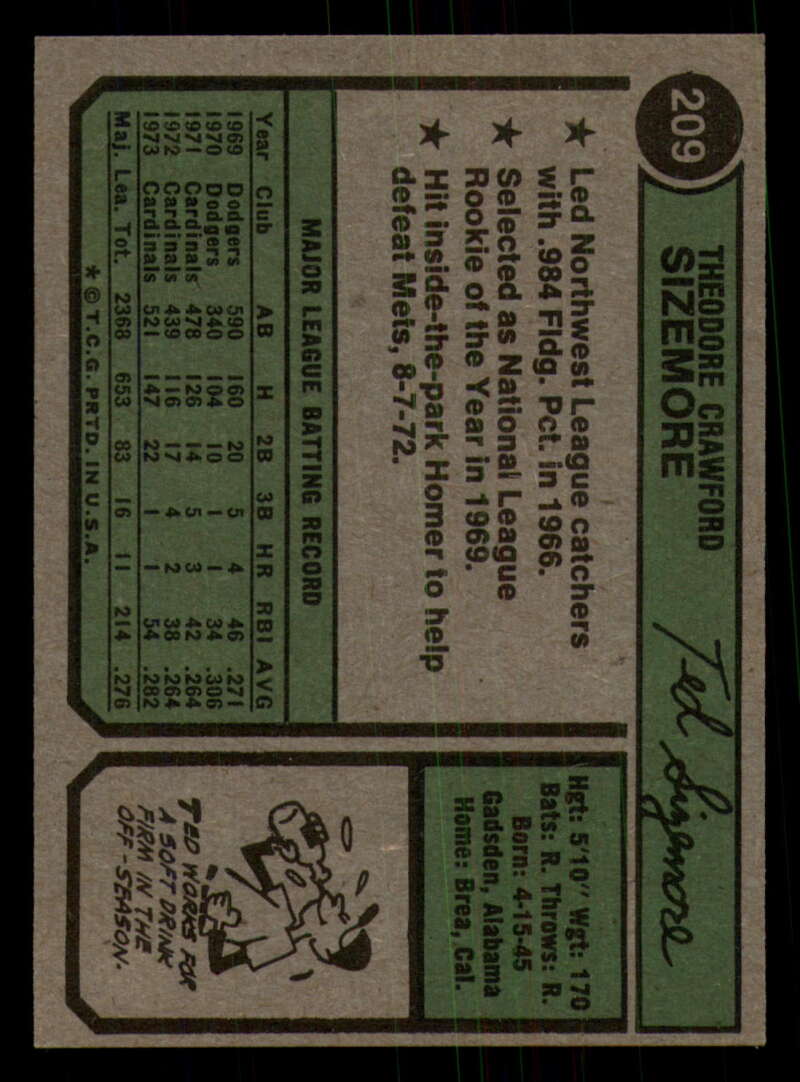 209
THEODORE CRAWFORD
SIZEMORE
Ted Sizemore
★ Led Northwest League catchers
with .984 Fldg. Pct. in 1966.
★ Selected as National League
Rookie of the Year in 1969.
★ Hit inside-the-park Homer to help
defeat Mets, 8-7-72.
MAJOR LEAGUE BATTING RECORD
Year Club AB H 2B 3B HR RBI AVG
1969 Dodgers 590 160 20 5 4 46 .271
1970 Dodgers 340 104 10 1 1 34 .306
1971 Cardinals 478 126 14 5 3 42 .264
1972 Cardinals 439 116 17 4 2 38 .264
1973 Cardinals 521 147 22 1 1 54 .282
Maj. Lea. Tot. 2368 653 83 16 11 214 .276
* © T.C.G. PRTD. IN U.S.A.
Hgt: 5'10" Wgt: 170
Bats: R. Throws: R.
Born: 4-15-45
Gadsden, Alabama
Home: Brea, Cal.
TED WORKS FOR
A SOFT DRINK
FIRM IN THE
OFF-SEASON.